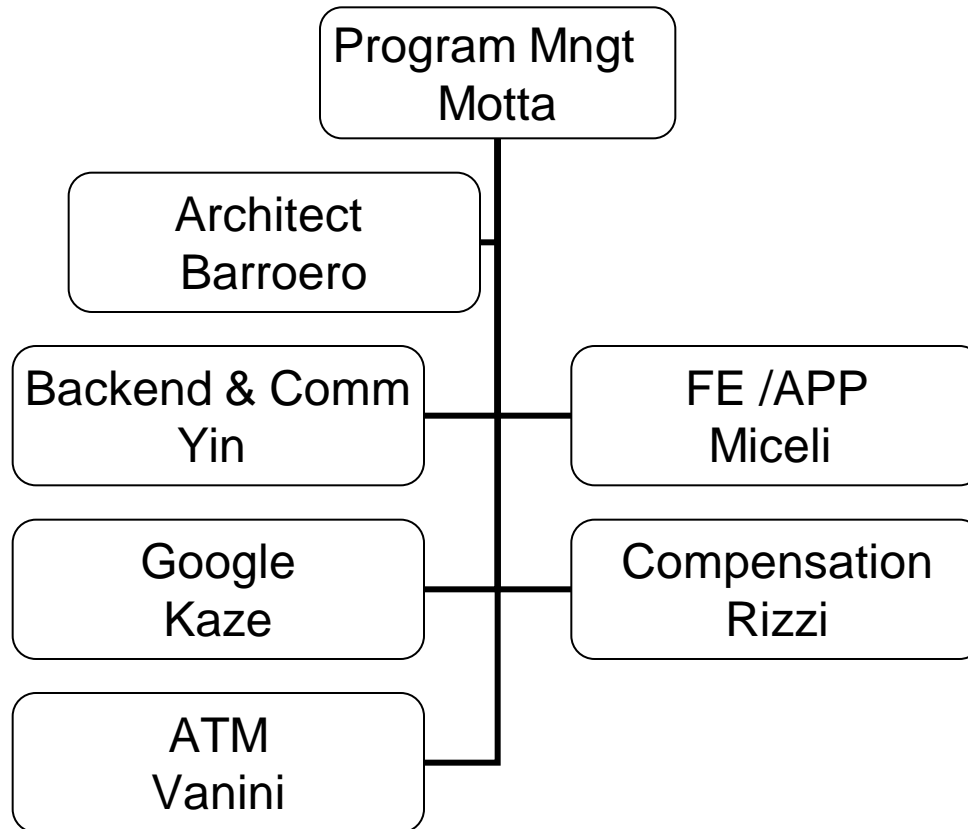 Program Mngt
Motta
Architect
Barroero
Backend & Comm
Yin
FE /APP
Miceli
Google
Kaze
Compensation
Rizzi
ATM
Vanini